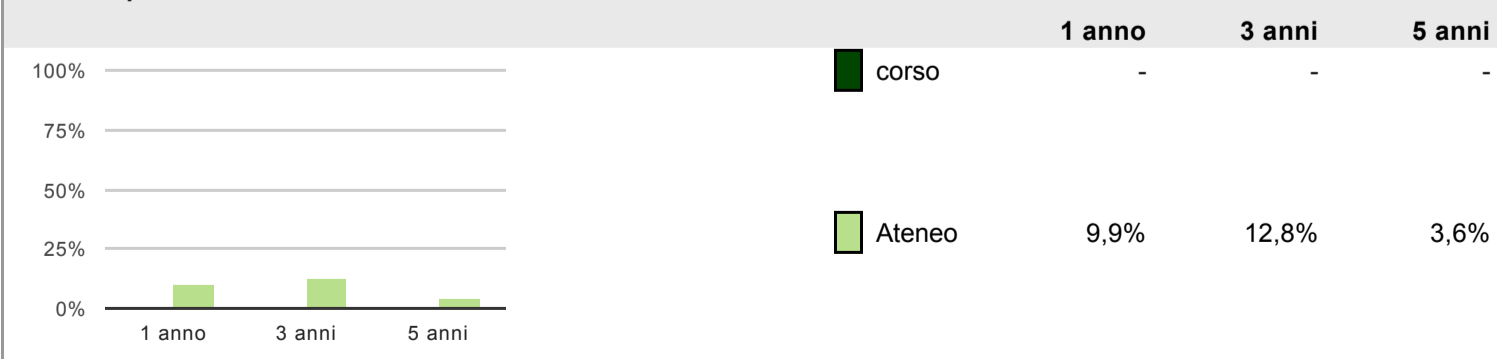 1 anno 3 anni 5 anni
100%
75%
50%
25%
0%
1 anno 3 anni 5 anni
corso - - -
Ateneo 9,9% 12,8% 3,6%